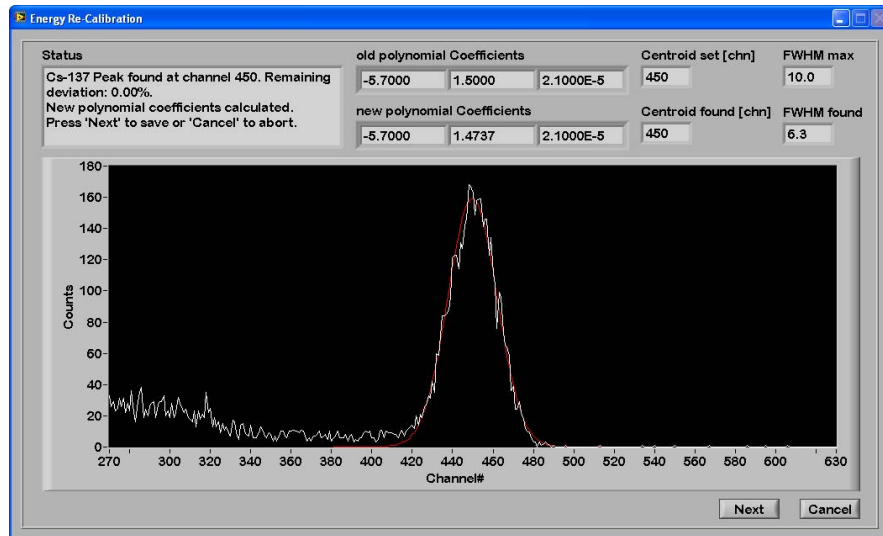 Energy Re-Calibration
Status
Cs-137 Peak found at channel 450. Remaining
deviation: 0.00%.
New polynomial coefficients calculated.
Press 'Next' to save or 'Cancel' to abort.
old polynomial Coefficients
-5.7000 1.5000 2.1000E-5
new polynomial Coefficients
-5.7000 1.4737 2.1000E-5
Centroid set [chn]
450
FWHM max
10.0
Centroid found [chn]
450
FWHM found
6.3
Counts
180
160
140
120
100
80
60
40
20
0
270 300 320 340 360 380 400 420 440 460 480 500 520 540 560 580 600 630
Channel#
Next Cancel